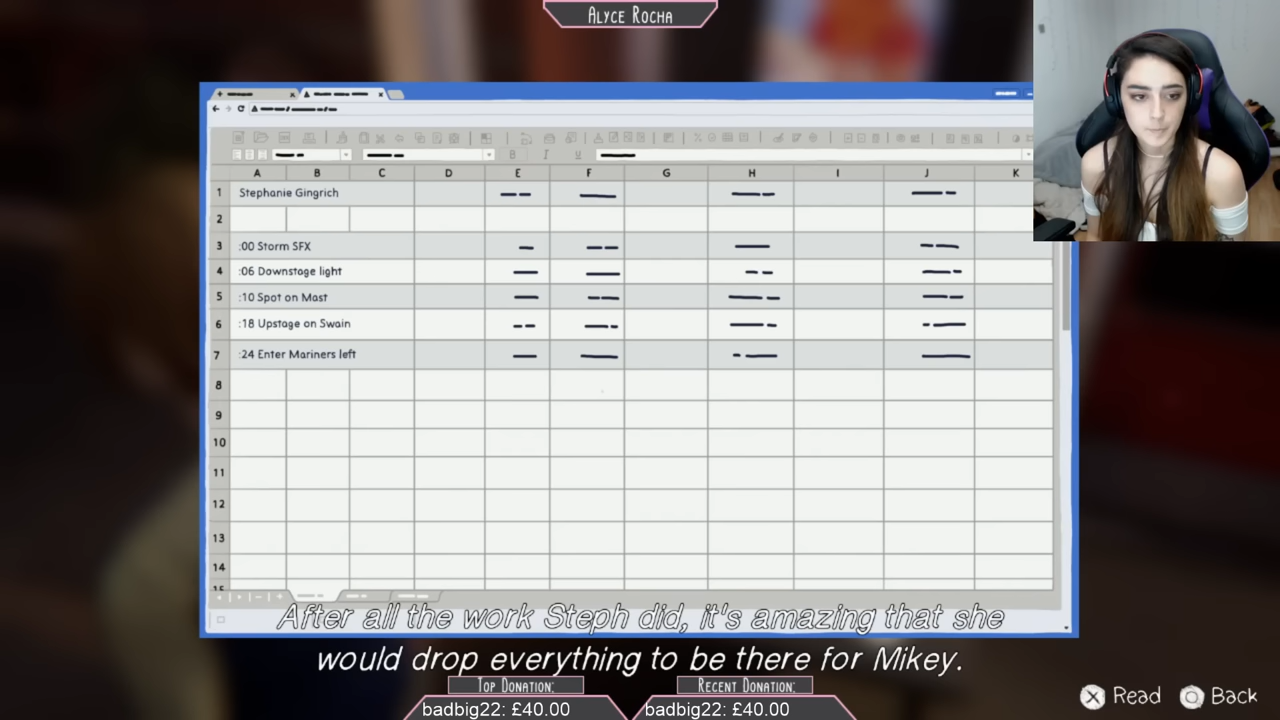 Alyce Rocha
A B C D E F G H I J K
1 Stephanie Gingrich
2
3 :00 Storm SFX
4 :06 Downstage light
5 :10 Spot on Mast
6 :18 Upstage on Swain
7 :24 Enter Mariners left
8
9
10
11
12
13
14
15
After all the work Steph did, it's amazing that she
would drop everything to be there for Mikey.
Top Donation: Recent Donation:
badbig22: £40.00 badbig22: £40.00
Read Back